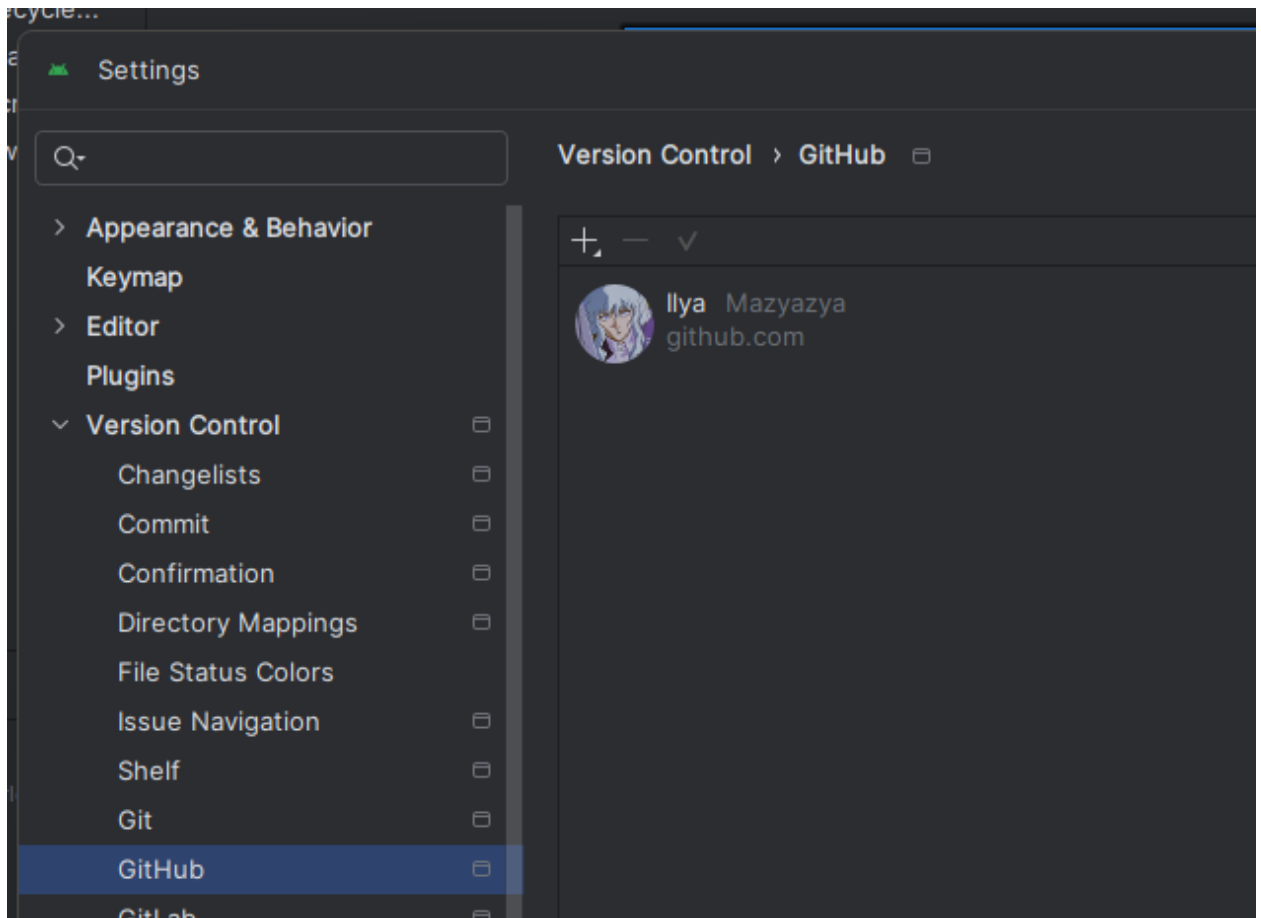 Settings
Version Control › GitHub
Appearance & Behavior
Keymap
Editor
Plugins
Version Control
Changelists
Commit
Confirmation
Directory Mappings
File Status Colors
Issue Navigation
Shelf
Git
GitHub
GitLab
Ilya Mazyazya
github.com